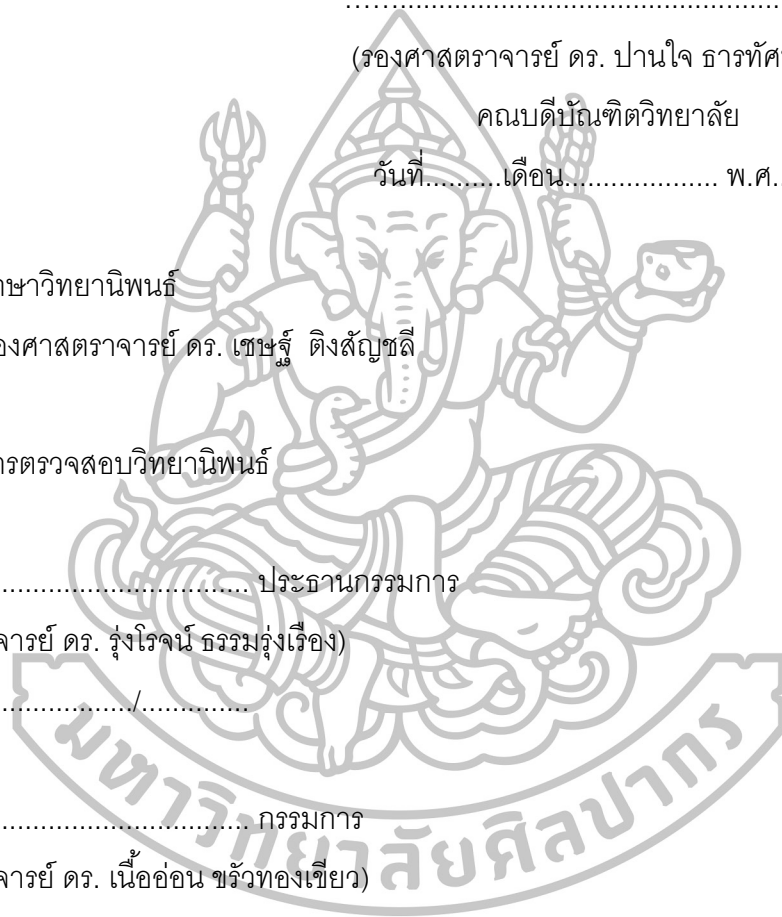 .......................................................
(รองศาสตราจารย์ ดร. ปานใจ ธารทัศ
คณบดีบัณฑิตวิทยาลัย
วันที่..........เดือน.................... พ.ศ.
าษาวิทยานิพนธ์
องศาสตราจารย์ ดร. เชษฐ์ ติงสัญชลี
ารตรวจสอบวิทยานิพนธ์
................................. ประธานกรรมการ
จารย์ ดร. รุ่งโรจน์ ธรรมรุ่งเรือง)
................./..............
................................. กรรมการ
จารย์ ดร. เนื้ออ่อน ขรัวทองเขียว)
มหาวิทยาลัยศิลปากร